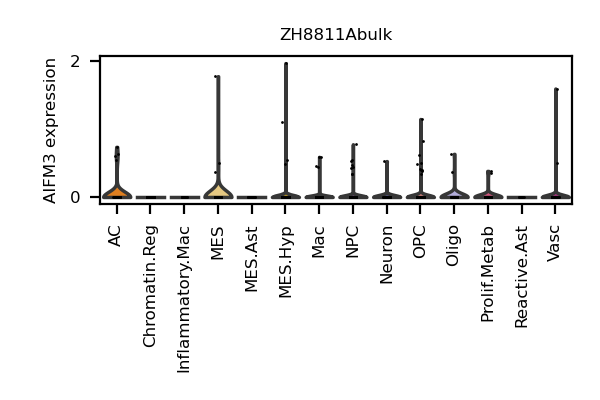 ZH8811Abulk
AIFM3 expression
2
0
AC
Chromatin.Reg
Inflammatory.Mac
MES
MES.Ast
MES.Hyp
Mac
NPC
Neuron
OPC
Oligo
Prolif.Metab
Reactive.Ast
Vasc